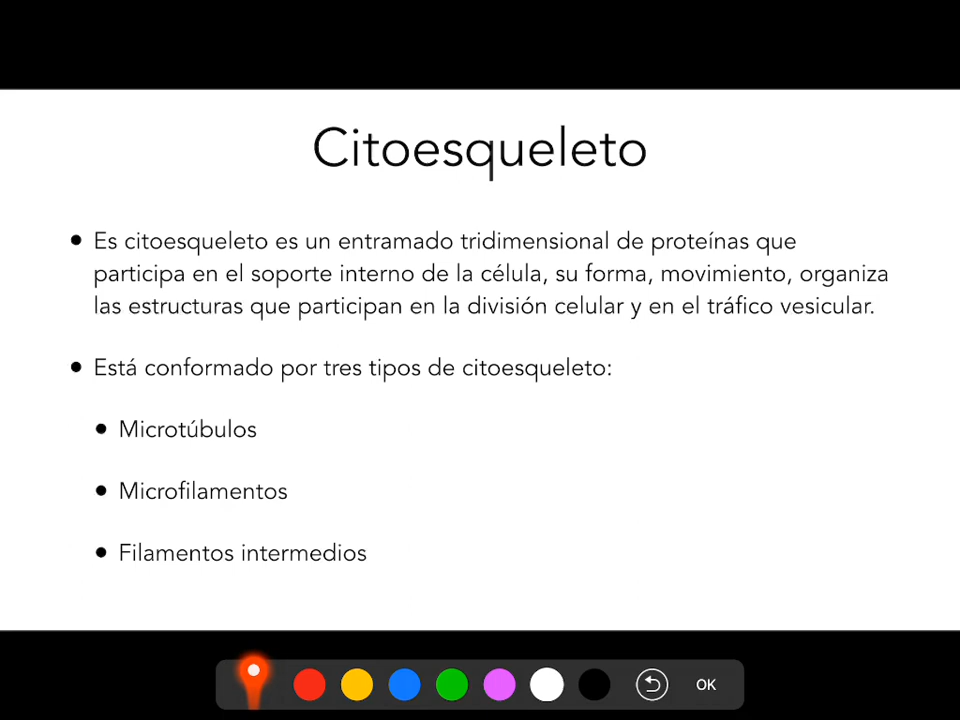 Citoesqueleto
• Es citoesqueleto es un entramado tridimensional de proteínas que
participa en el soporte interno de la célula, su forma, movimiento, organiza
las estructuras que participan en la división celular y en el tráfico vesicular.
• Está conformado por tres tipos de citoesqueleto:
• Microtúbulos
• Microfilamentos
• Filamentos intermedios
OK